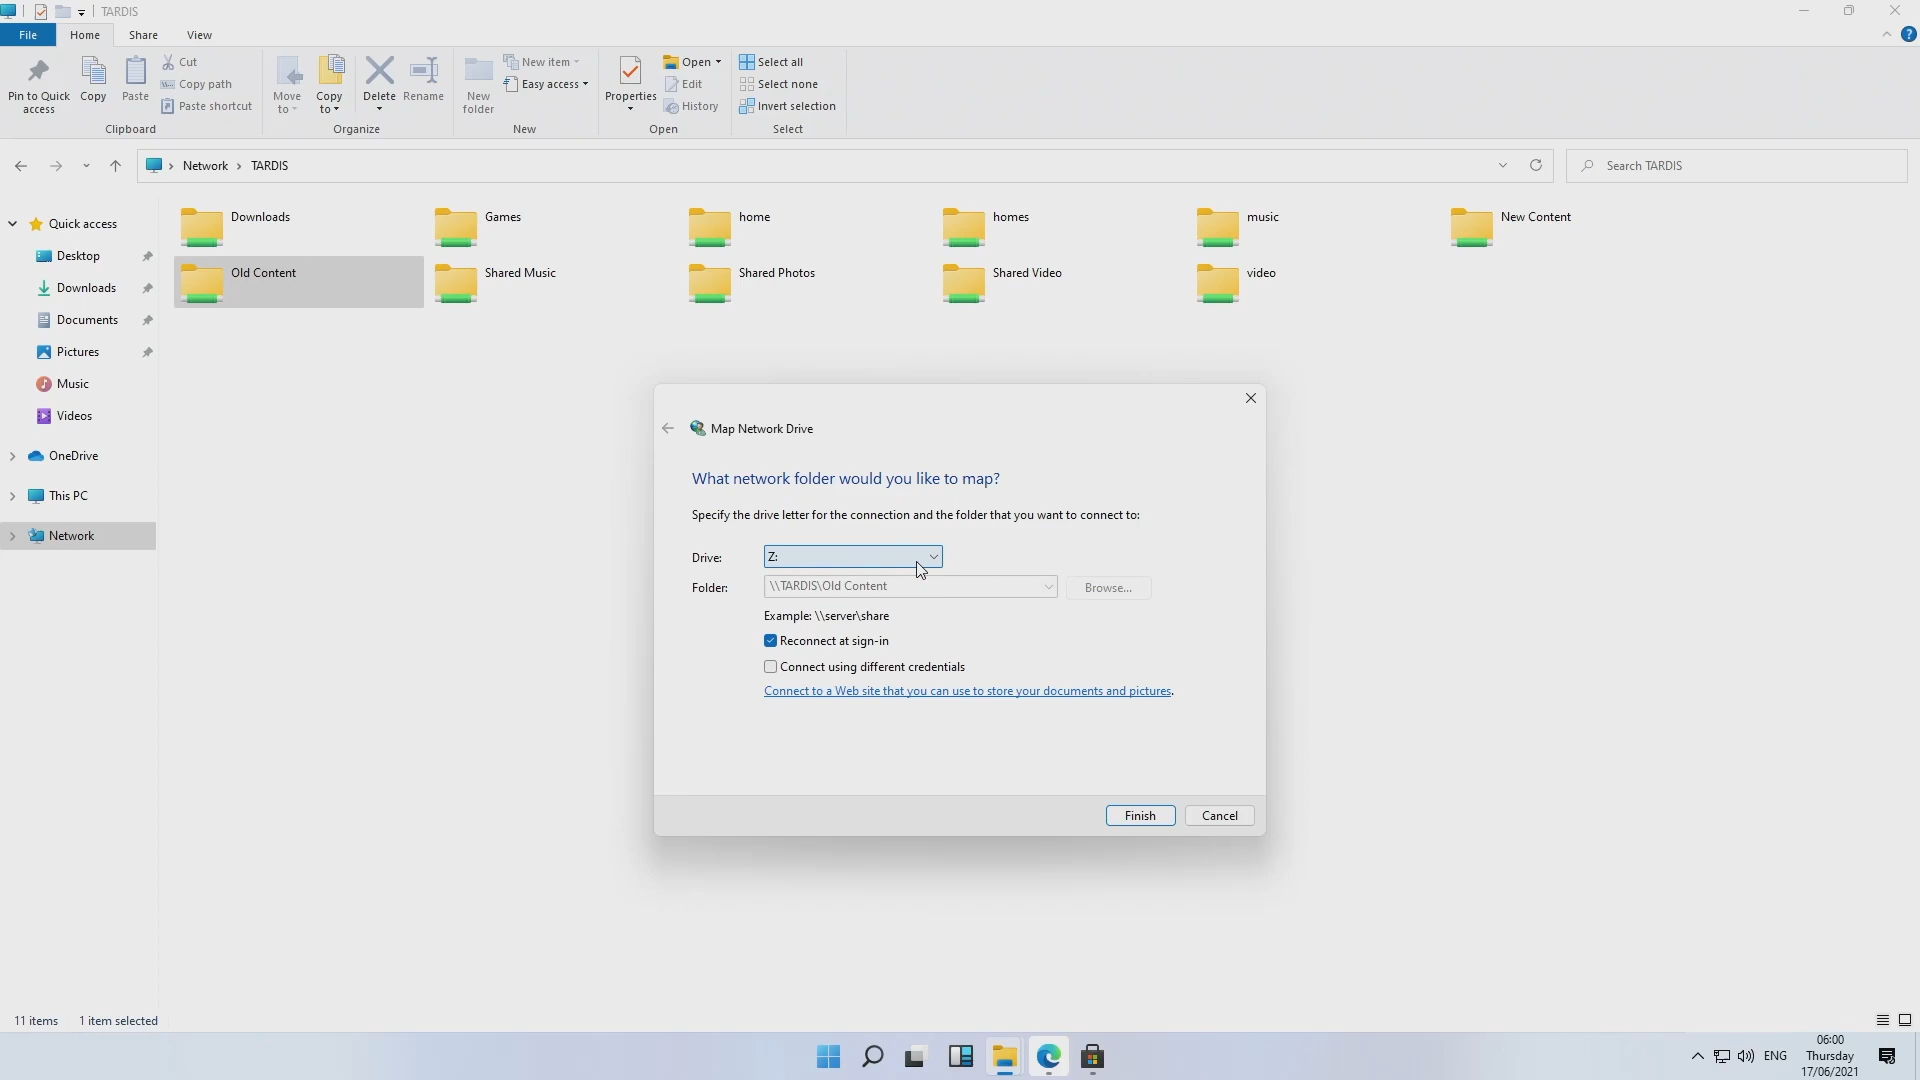 TARDIS
File Home Share View
Pin to Quick access
Copy
Paste
Cut
Copy path
Paste shortcut
Clipboard
Move to
Copy to
Delete
Rename
Organize
New folder
New item
Easy access
New
Properties
Open
Edit
History
Open
Select all
Select none
Invert selection
Select
Network TARDIS
Search TARDIS
Quick access
Desktop
Downloads
Documents
Pictures
Music
Videos
OneDrive
This PC
Network
Downloads Games home homes music New Content
Old Content Shared Music Shared Photos Shared Video video
Map Network Drive
What network folder would you like to map?
Specify the drive letter for the connection and the folder that you want to connect to:
Drive: Z:
Folder: \\TARDIS\Old Content Browse...
Example: \\server\share
Reconnect at sign-in
Connect using different credentials
Connect to a Web site that you can use to store your documents and pictures.
Finish Cancel
11 items 1 item selected
ENG
06:00
Thursday
17/06/2021